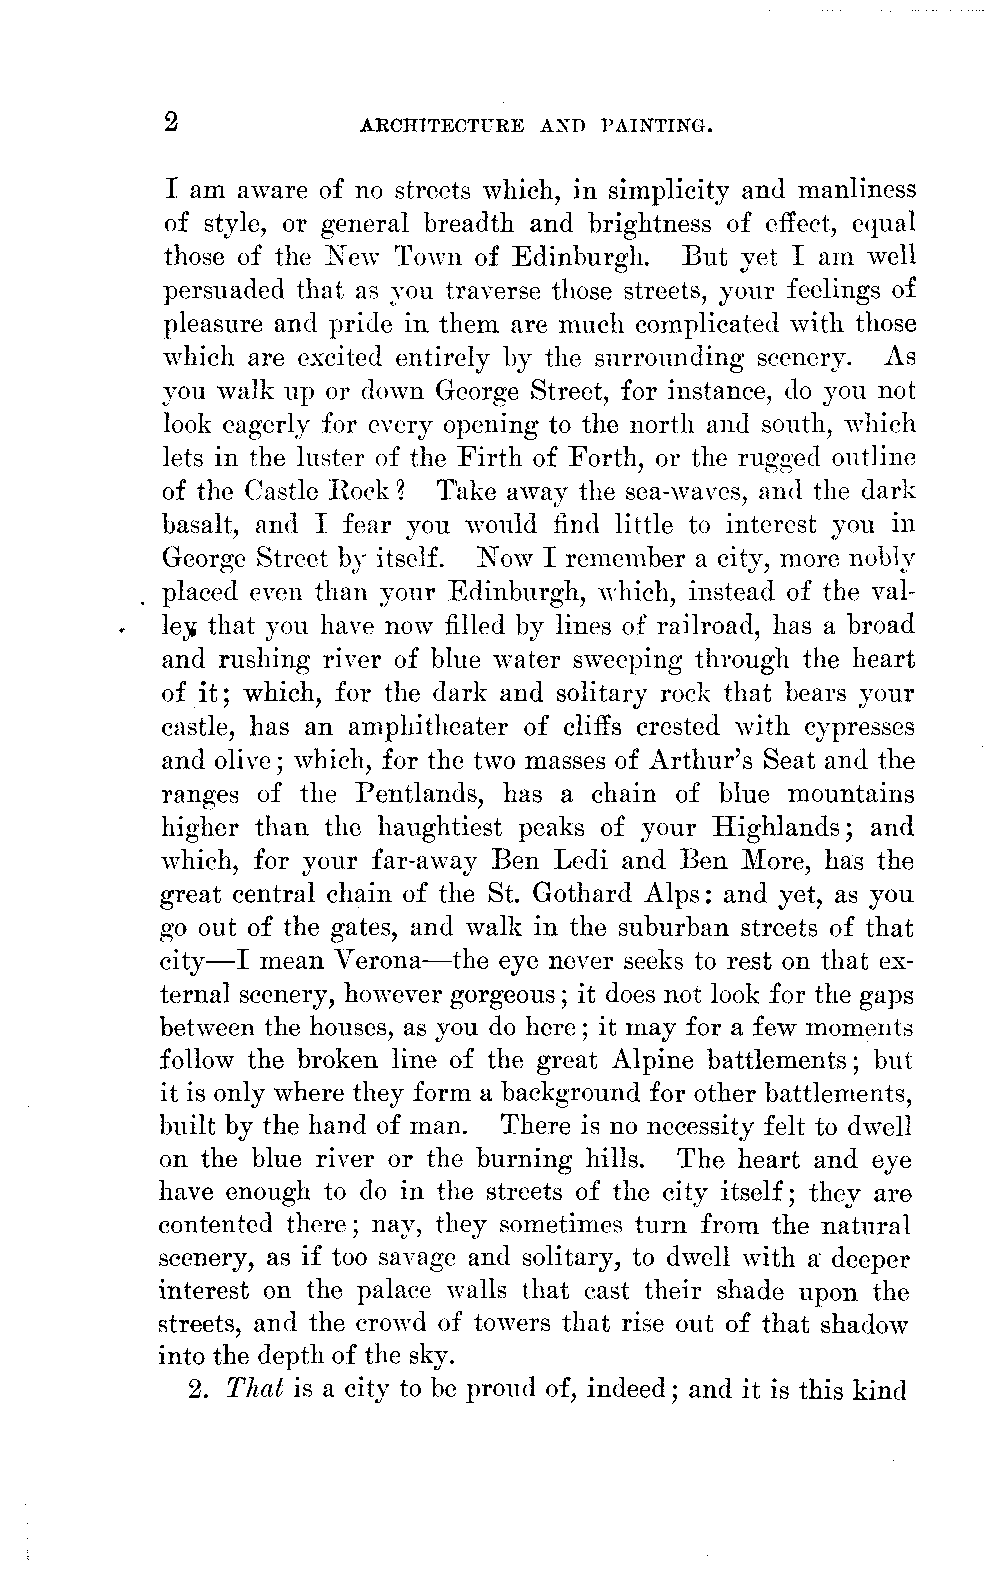 2 ARCHITECTURE AND PAINTING.
I am aware of no streets which, in simplicity and manliness
of style, or general breadth and brightness of effect, equal
those of the New Town of Edinburgh. But yet I am well
persuaded that as you traverse those streets, your feelings of
pleasure and pride in them are much complicated with those
which are excited entirely by the surrounding scenery. As
you walk up or down George Street, for instance, do you not
look eagerly for every opening to the north and south, which
lets in the luster of the Firth of Forth, or the rugged outline
of the Castle Rock? Take away the sea-waves, and the dark
basalt, and I fear you would find little to interest you in
George Street by itself. Now I remember a city, more nobly
placed even than your Edinburgh, which, instead of the val-
ley that you have now filled by lines of railroad, has a broad
and rushing river of blue water sweeping through the heart
of it; which, for the dark and solitary rock that bears your
castle, has an amphitheater of cliffs crested with cypresses
and olive; which, for the two masses of Arthur's Seat and the
ranges of the Pentlands, has a chain of blue mountains
higher than the haughtiest peaks of your Highlands; and
which, for your far-away Ben Ledi and Ben More, has the
great central chain of the St. Gothard Alps: and yet, as you
go out of the gates, and walk in the suburban streets of that
city—I mean Verona—the eye never seeks to rest on that ex-
ternal scenery, however gorgeous; it does not look for the gaps
between the houses, as you do here; it may for a few moments
follow the broken line of the great Alpine battlements; but
it is only where they form a background for other battlements,
built by the hand of man. There is no necessity felt to dwell
on the blue river or the burning hills. The heart and eye
have enough to do in the streets of the city itself; they are
contented there; nay, they sometimes turn from the natural
scenery, as if too savage and solitary, to dwell with a deeper
interest on the palace walls that cast their shade upon the
streets, and the crowd of towers that rise out of that shadow
into the depth of the sky.
2. That is a city to be proud of, indeed; and it is this kind